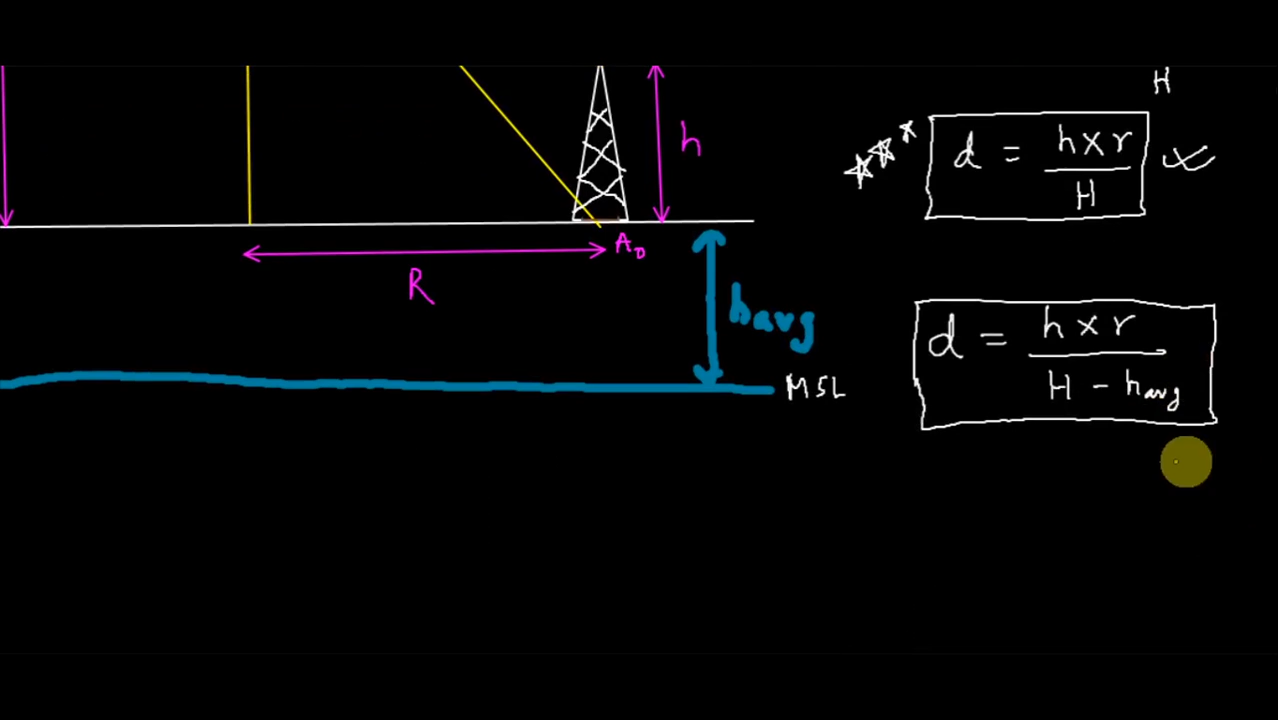 H
h
d = h x r / H
A₀
R
havg
d = h x r / H - havg
MSL